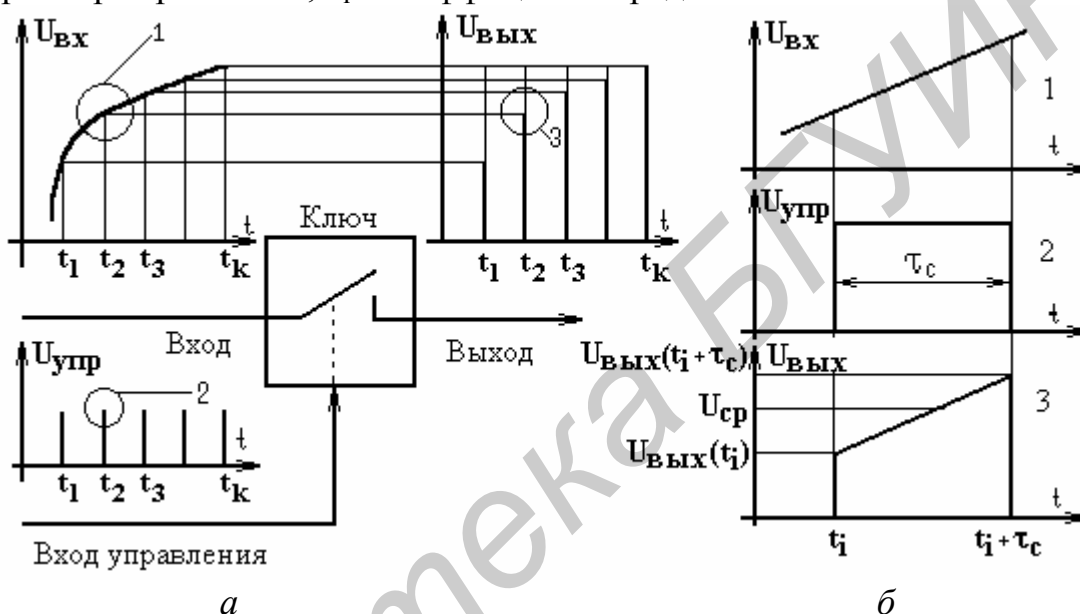 U_ВХ
1
U_ВЫХ
3
t
t_1 t_2 t_3 t_k
t
t_1 t_2 t_3 t_k
Ключ
Вход
Выход
U_упр
2
t
t_1 t_2 t_3 t_k
Вход управления
а
U_ВХ
1
t
U_упр
2
τ_c
t
U_ВЫХ(t_i+τ_c)
U_ВЫХ
3
U_ср
U_ВЫХ(t_i)
t
t_i
t_i+τ_c
б
БГУИ